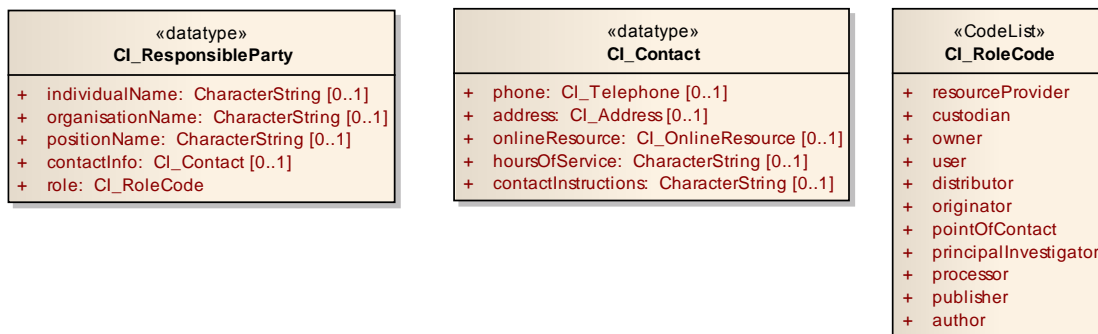 «datatype»
CI_ResponsibleParty
+ individualName: CharacterString [0..1]
+ organisationName: CharacterString [0..1]
+ positionName: CharacterString [0..1]
+ contactInfo: CI_Contact [0..1]
+ role: CI_RoleCode
«datatype»
CI_Contact
+ phone: CI_Telephone [0..1]
+ address: CI_Address [0..1]
+ onlineResource: CI_OnlineResource [0..1]
+ hoursOfService: CharacterString [0..1]
+ contactInstructions: CharacterString [0..1]
«CodeList»
CI_RoleCode
+ resourceProvider
+ custodian
+ owner
+ user
+ distributor
+ originator
+ pointOfContact
+ principalInvestigator
+ processor
+ publisher
+ author